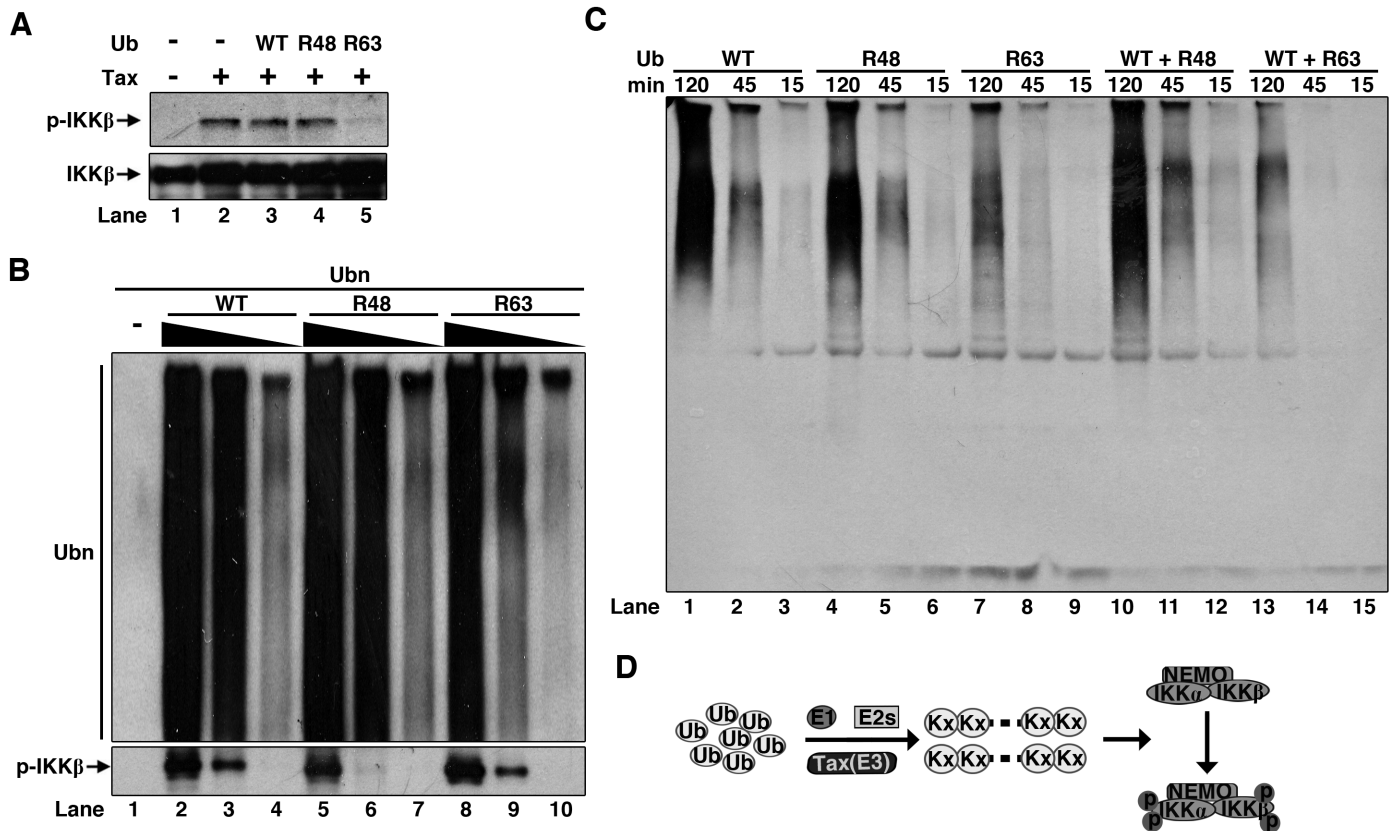 A
Ub - - WT R48 R63
Tax - + + + +
p-IKKβ
IKKβ
Lane 1 2 3 4 5
B
Ubn
WT R48 R63
-
Ubn
p-IKKβ
Lane 1 2 3 4 5 6 7 8 9 10
C
Ub WT R48 R63 WT + R48 WT + R63
min 120 45 15 120 45 15 120 45 15 120 45 15 120 45 15
Lane 1 2 3 4 5 6 7 8 9 10 11 12 13 14 15
D
Ub Ub Ub Ub Ub Ub Ub Ub
E1 E2s
Tax(E3)
Kx Kx Kx Kx
Kx Kx Kx Kx
NEMO
IKKα IKKβ
NEMO
p IKKα IKKβ p
p p